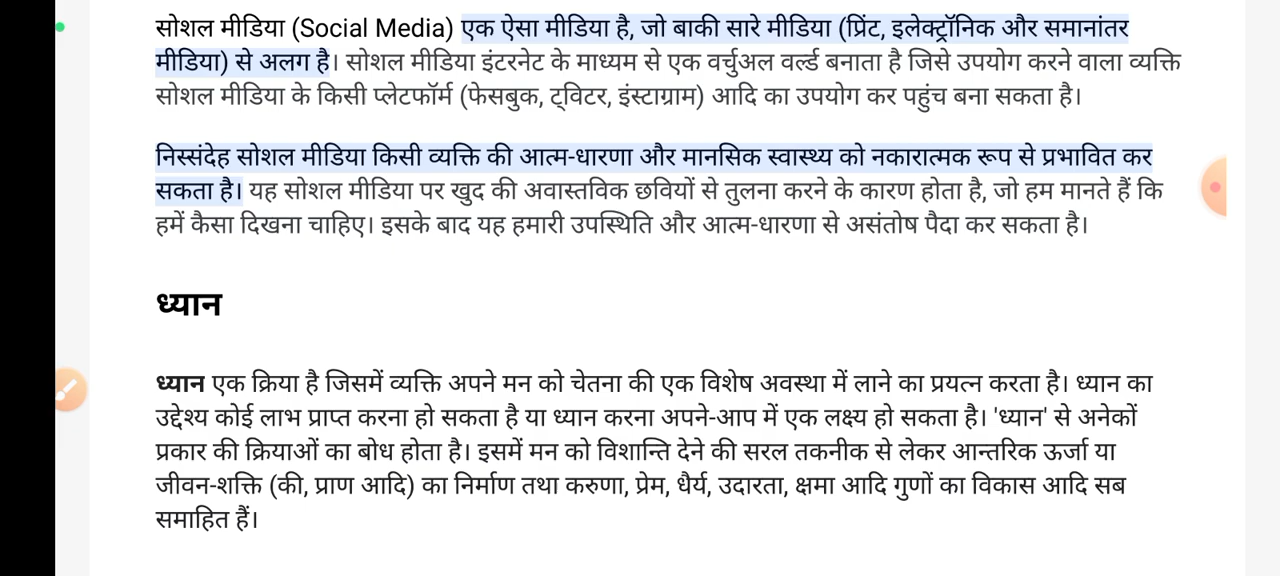 सोशल मीडिया (Social Media) एक ऐसा मीडिया है, जो बाकी सारे मीडिया (प्रिंट, इलेक्ट्रॉनिक और समानांतर
मीडिया) से अलग है। सोशल मीडिया इंटरनेट के माध्यम से एक वर्चुअल वर्ल्ड बनाता है जिसे उपयोग करने वाला व्यक्ति
सोशल मीडिया के किसी प्लेटफॉर्म (फेसबुक, ट्विटर, इंस्टाग्राम) आदि का उपयोग कर पहुंच बना सकता है।
निस्संदेह सोशल मीडिया किसी व्यक्ति की आत्म-धारणा और मानसिक स्वास्थ्य को नकारात्मक रूप से प्रभावित कर
सकता है। यह सोशल मीडिया पर खुद की अवास्तविक छवियों से तुलना करने के कारण होता है, जो हम मानते हैं कि
हमें कैसा दिखना चाहिए। इसके बाद यह हमारी उपस्थिति और आत्म-धारणा से असंतोष पैदा कर सकता है।
ध्यान
ध्यान एक क्रिया है जिसमें व्यक्ति अपने मन को चेतना की एक विशेष अवस्था में लाने का प्रयत्न करता है। ध्यान का
उद्देश्य कोई लाभ प्राप्त करना हो सकता है या ध्यान करना अपने-आप में एक लक्ष्य हो सकता है। 'ध्यान' से अनेकों
प्रकार की क्रियाओं का बोध होता है। इसमें मन को विशान्ति देने की सरल तकनीक से लेकर आन्तरिक ऊर्जा या
जीवन-शक्ति (की, प्राण आदि) का निर्माण तथा करुणा, प्रेम, धैर्य, उदारता, क्षमा आदि गुणों का विकास आदि सब
समाहित हैं।